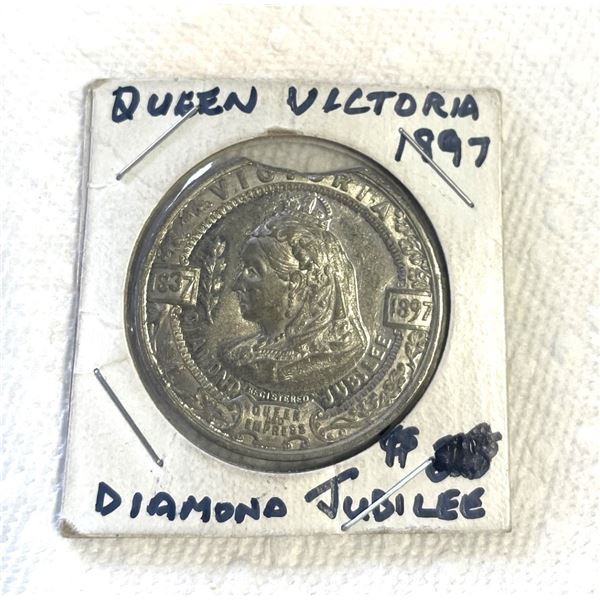 QUEEN VICTORIA
1897
VICTORIA
1837
1897
DIAMOND JUBILEE
REGISTERED
QUEEN
&
EMPRESS
$
DIAMOND JUBILEE